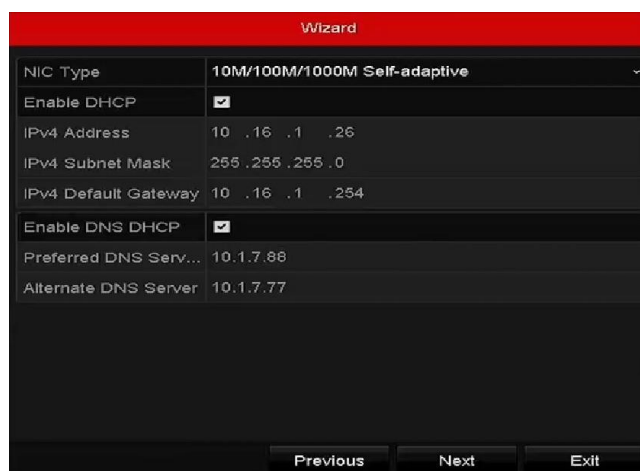 Wizard
NIC Type 10M/100M/1000M Self-adaptive
Enable DHCP
IPv4 Address 10 .16 .1 .26
IPv4 Subnet Mask 255.255.255.0
IPv4 Default Gateway 10 .16 .1 .254
Enable DNS DHCP
Preferred DNS Serv... 10.1.7.88
Alternate DNS Server 10.1.7.77
Previous Next Exit